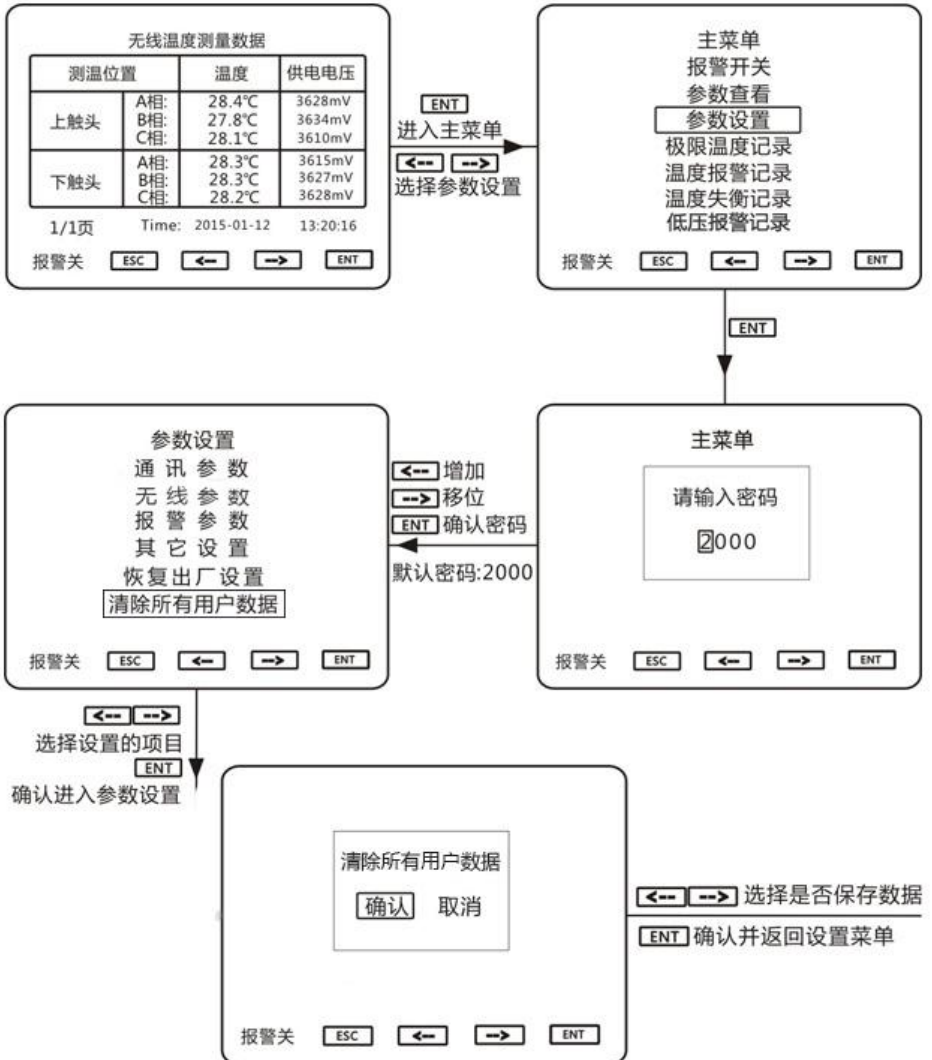 无线温度测量数据
测温位置 温度 供电电压
上触头 A相: 28.4℃ 3628mV
B相: 27.8℃ 3634mV
C相: 28.1℃ 3610mV
下触头 A相: 28.3℃ 3615mV
B相: 28.3℃ 3627mV
C相: 28.2℃ 3628mV
1/1页 Time: 2015-01-12 13:20:16
报警关 ESC <-- --> ENT
ENT
进入主菜单
<-- -->
选择参数设置
主菜单
报警开关
参数查看
参数设置
极限温度记录
温度报警记录
温度失衡记录
低压报警记录
报警关 ESC <-- --> ENT
ENT
主菜单
请输入密码
2000
报警关 ESC <-- --> ENT
<-- 增加
--> 移位
ENT 确认密码
默认密码:2000
参数设置
通讯参数
无线参数
报警参数
其它设置
恢复出厂设置
清除所有用户数据
报警关 ESC <-- --> ENT
<-- -->
选择设置的项目
ENT
确认进入参数设置
清除所有用户数据
确认 取消
报警关 ESC <-- --> ENT
<-- --> 选择是否保存数据
ENT 确认并返回设置菜单